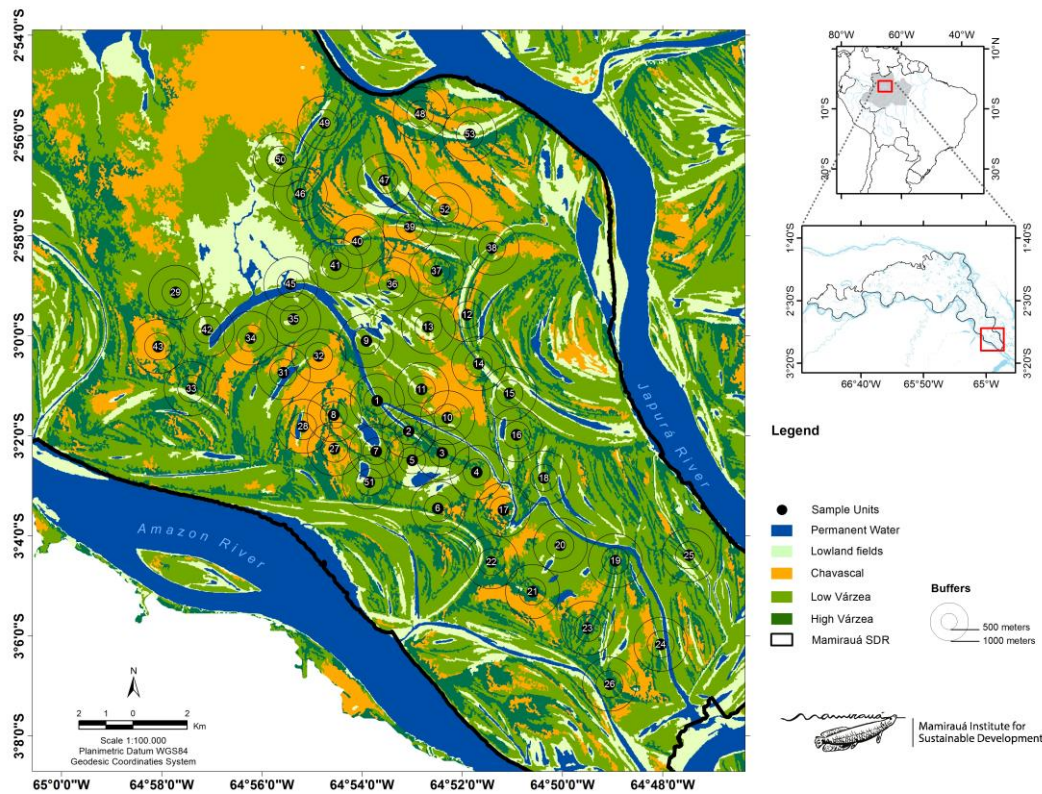 2°54'0"S
2°56'0"S
2°58'0"S
3°0'0"S
3°2'0"S
3°4'0"S
3°6'0"S
3°8'0"S
49
48
53
50
46
47
52
39
40
38
41
37
45
36
29
12
35
13
42
34
9
43
32
14
31
33
11
15
1
8
10
28
2
16
27
7
3
5
4
18
51
6
17
20
22
19
25
21
23
24
26
Japurá River
Amazon River
N
2 1 0 2
Km
Scale 1:100.000
Planimetric Datum WGS84
Geodesic Coordinaties System
65°0'0"W 64°58'0"W 64°56'0"W 64°54'0"W 64°52'0"W 64°50'0"W 64°48'0"W
80°W 60°W 40°W
10°N
10°S
10°S
30°S
30°S
1°40'S
1°40'S
2°30'S
2°30'S
3°20'S
3°20'S
66°40'W 65°50'W 65°W
Legend
Sample Units
Permanent Water
Lowland fields
Chavascal
Low Várzea
High Várzea
Mamirauá SDR
Buffers
500 meters
1000 meters
Mamirauá
Mamirauá Institute for
Sustainable Development